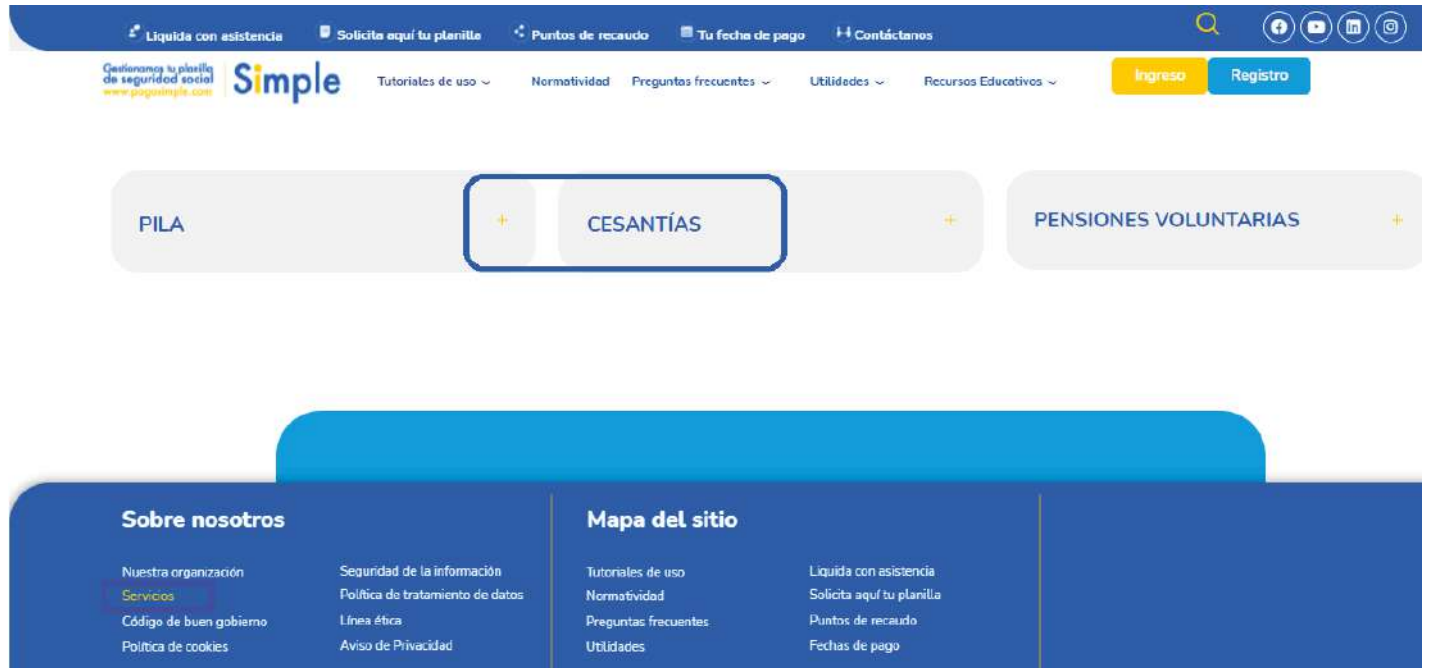 Liquida con asistencia Solicita aquí tu planilla Puntos de recaudo Tu fecha de pago Contáctanos
Gestionamos tu planilla
de seguridad social
www.pagosimple.com
Simple
Tutoriales de uso Normatividad Preguntas frecuentes Utilidades Recursos Educativos Ingreso Registro
PILA + CESANTÍAS + PENSIONES VOLUNTARIAS +
Sobre nosotros
Nuestra organización Seguridad de la información
Servicios Política de tratamiento de datos
Código de buen gobierno Línea ética
Política de cookies Aviso de Privacidad
Mapa del sitio
Tutoriales de uso Liquida con asistencia
Normatividad Solicita aquí tu planilla
Preguntas frecuentes Puntos de recaudo
Utilidades Fechas de pago